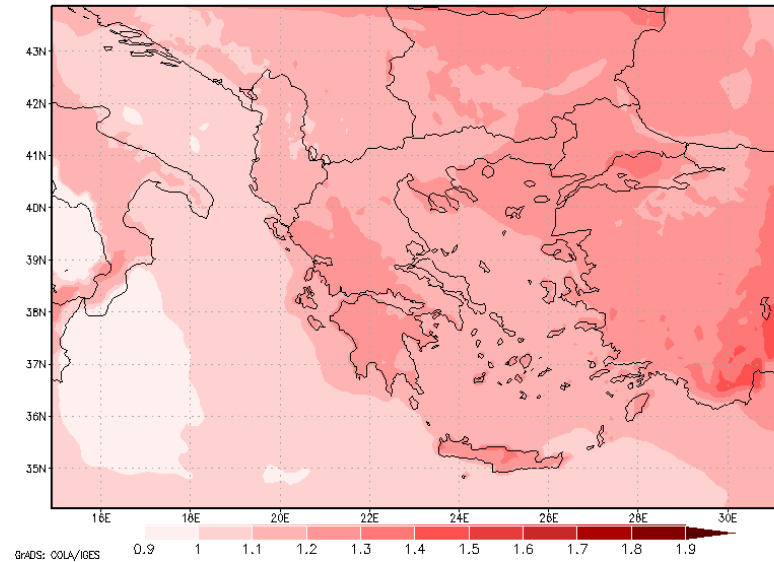 43N
42N
41N
40N
39N
38N
37N
36N
35N
16E 18E 20E 22E 24E 26E 28E 30E
0.9 1 1.1 1.2 1.3 1.4 1.5 1.6 1.7 1.8 1.9
GrADS: COLA/IGES